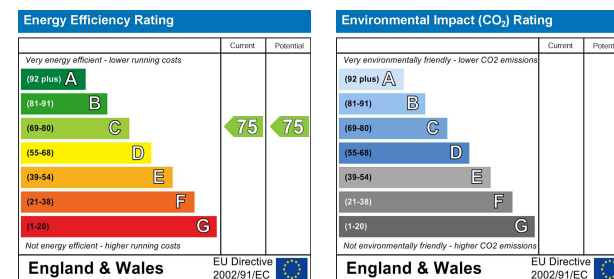 Energy Efficiency Rating
Current Potential
Very energy efficient - lower running costs
(92 plus) A
(81-91) B
(69-80) C 75 75
(55-68) D
(39-54) E
(21-38) F
(1-20) G
Not energy efficient - higher running costs
England & Wales
EU Directive
2002/91/EC
Environmental Impact (CO₂) Rating
Current Potent
Very environmentally friendly - lower CO2 emissions
(92 plus) A
(81-91) B
(69-80) C
(55-68) D
(39-54) E
(21-38) F
(1-20) G
Not environmentally friendly - higher CO2 emissions
England & Wales
EU Directive
2002/91/EC